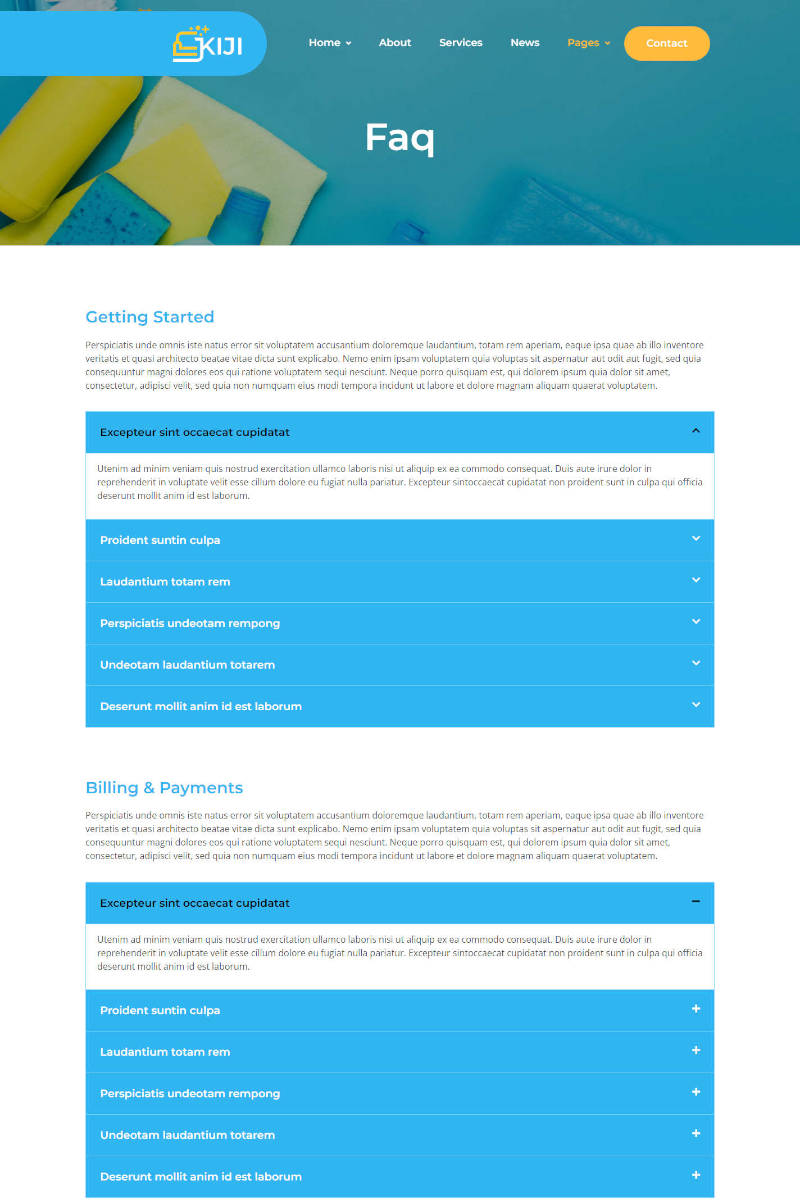 KIJI
Home
About
Services
News
Pages
Contact
Faq
Getting Started
Perspiciatis unde omnis iste natus error sit voluptatem accusantium doloremque laudantium, totam rem aperiam, eaque ipsa quae ab illo inventore
veritatis et quasi architecto beatae vitae dicta sunt explicabo. Nemo enim ipsam voluptatem quia voluptas sit aspernatur aut odit aut fugit, sed quia
consequuntur magni dolores eos qui ratione voluptatem sequi nesciunt. Neque porro quisquam est, qui dolorem ipsum quia dolor sit amet,
consectetur, adipisci velit, sed quia non numquam eius modi tempora incidunt ut labore et dolore magnam aliquam quaerat voluptatem.
Excepteur sint occaecat cupidatat
Utenim ad minim veniam quis nostrud exercitation ullamco laboris nisi ut aliquip ex ea commodo consequat. Duis aute irure dolor in
reprehenderit in voluptate velit esse cillum dolore eu fugiat nulla pariatur. Excepteur sintoccaecat cupidatat non proident sunt in culpa qui officia
deserunt mollit anim id est laborum.
Proident suntin culpa
Laudantium totam rem
Perspiciatis undeotam rempong
Undeotam laudantium totarem
Deserunt mollit anim id est laborum
Billing & Payments
Perspiciatis unde omnis iste natus error sit voluptatem accusantium doloremque laudantium, totam rem aperiam, eaque ipsa quae ab illo inventore
veritatis et quasi architecto beatae vitae dicta sunt explicabo. Nemo enim ipsam voluptatem quia voluptas sit aspernatur aut odit aut fugit, sed quia
consequuntur magni dolores eos qui ratione voluptatem sequi nesciunt. Neque porro quisquam est, qui dolorem ipsum quia dolor sit amet,
consectetur, adipisci velit, sed quia non numquam eius modi tempora incidunt ut labore et dolore magnam aliquam quaerat voluptatem.
Excepteur sint occaecat cupidatat
Utenim ad minim veniam quis nostrud exercitation ullamco laboris nisi ut aliquip ex ea commodo consequat. Duis aute irure dolor in
reprehenderit in voluptate velit esse cillum dolore eu fugiat nulla pariatur. Excepteur sintoccaecat cupidatat non proident sunt in culpa qui officia
deserunt mollit anim id est laborum.
Proident suntin culpa
Laudantium totam rem
Perspiciatis undeotam rempong
Undeotam laudantium totarem
Deserunt mollit anim id est laborum